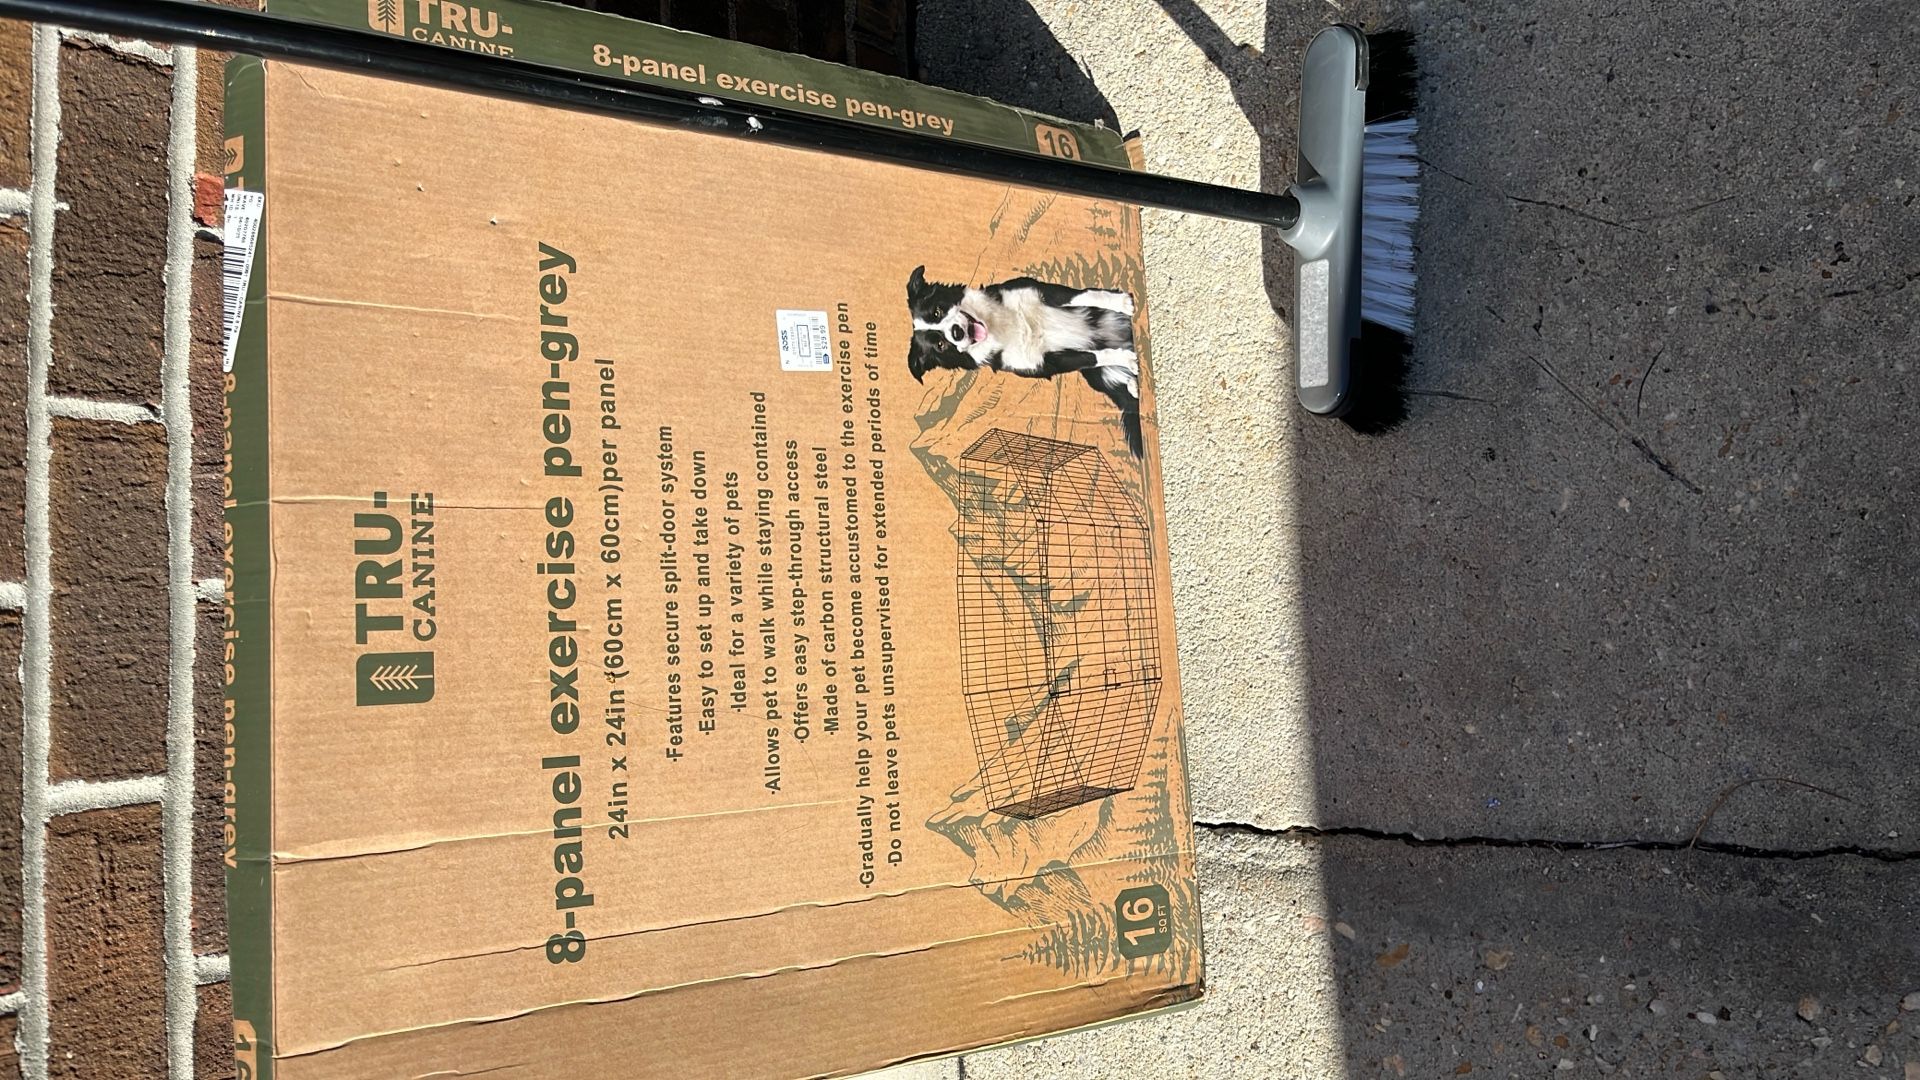 TRU-
CANINE
8-panel exercise pen-grey
16
TRU-
CANINE
8-panel exercise pen-grey
24in x 24in (60cm x 60cm)per panel
·Features secure split-door system
·Easy to set up and take down
·Ideal for a variety of pets
·Allows pet to walk while staying contained
·Offers easy step-through access
·Made of carbon structural steel
·Gradually help your pet become accustomed to the exercise pen
·Do not leave pets unsupervised for extended periods of time
ROSS
$29.99
16
SQ FT
8-panel exercise pen-grey
16